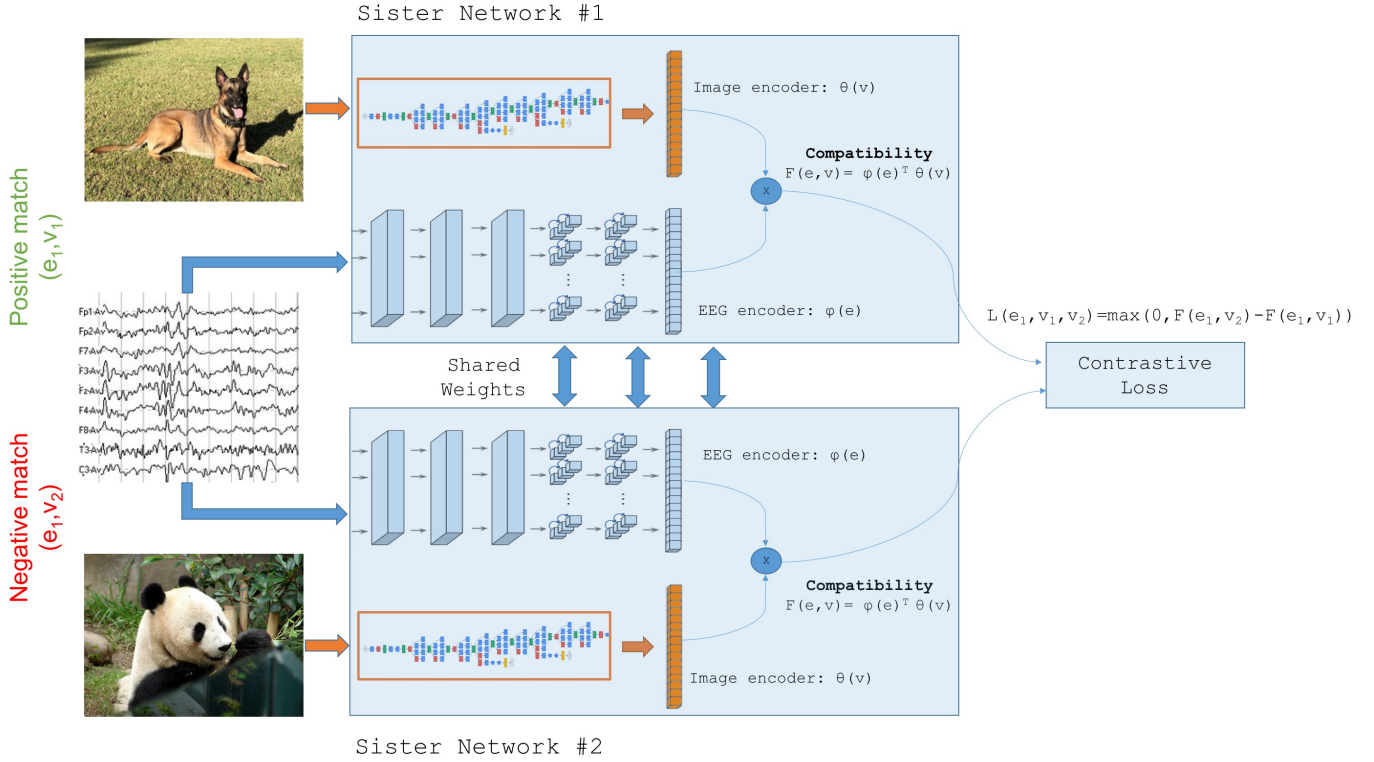 Sister Network #1
Image encoder: θ(v)
Compatibility
F(e,v)= φ(e)ᵀ θ(v)
x
EEG encoder: φ(e)
Positive match
(e₁,v₁)
Fp1-Av
Fp2-Av
F7-Av
F3-Av
Fz-Av
F4-Av
F8-Av
T3-Av
C3-Av
Shared
Weights
L(e₁,v₁,v₂)=max(0,F(e₁,v₂)-F(e₁,v₁))
Contrastive
Loss
Negative match
(e₁,v₂)
EEG encoder: φ(e)
x
Compatibility
F(e,v)= φ(e)ᵀ θ(v)
Image encoder: θ(v)
Sister Network #2